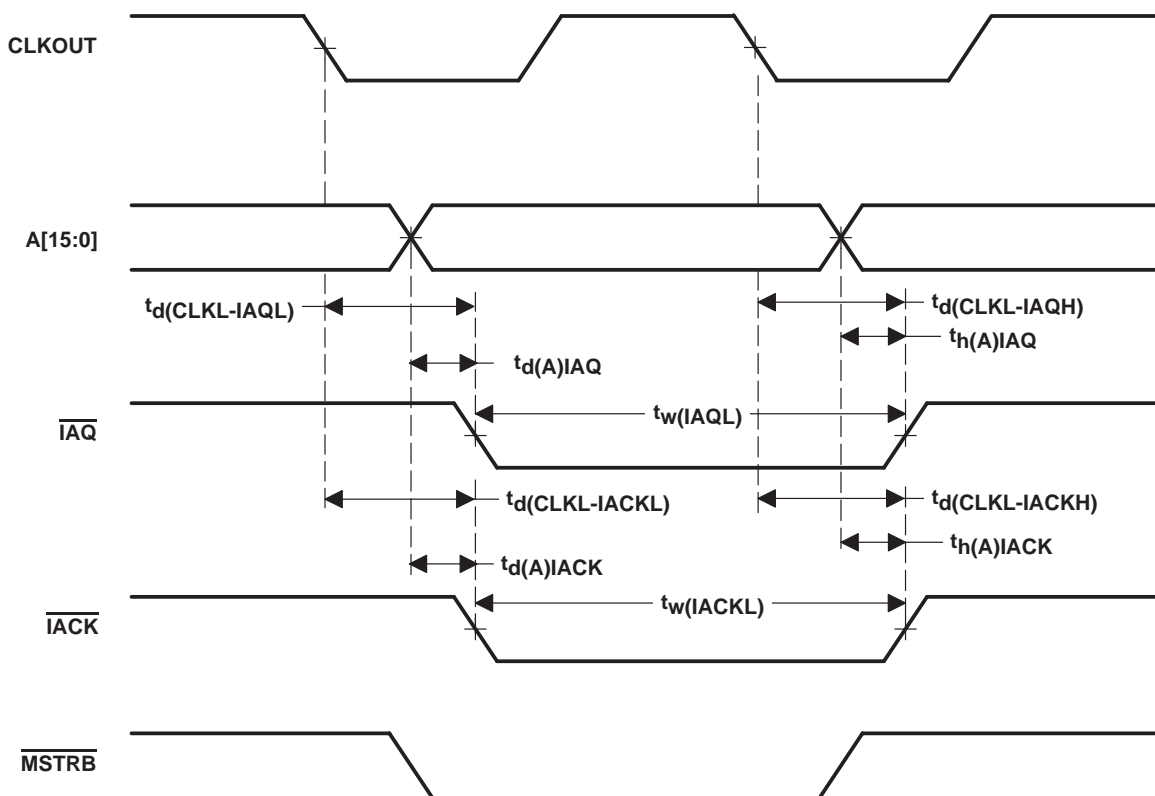 CLKOUT
A[15:0]
td(CLKL-IAQL)
td(CLKL-IAQH)
th(A)IAQ
td(A)IAQ
IAQ
tw(IAQL)
td(CLKL-IACKL)
td(CLKL-IACKH)
th(A)IACK
td(A)IACK
IACK
tw(IACKL)
MSTRB